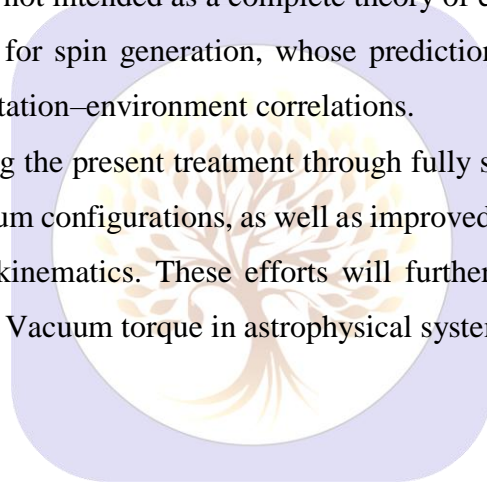 not intended as a complete theory of
for spin generation, whose prediction
tation–environment correlations.
g the present treatment through fully s
um configurations, as well as improved
kinematics. These efforts will further
Vacuum torque in astrophysical syste